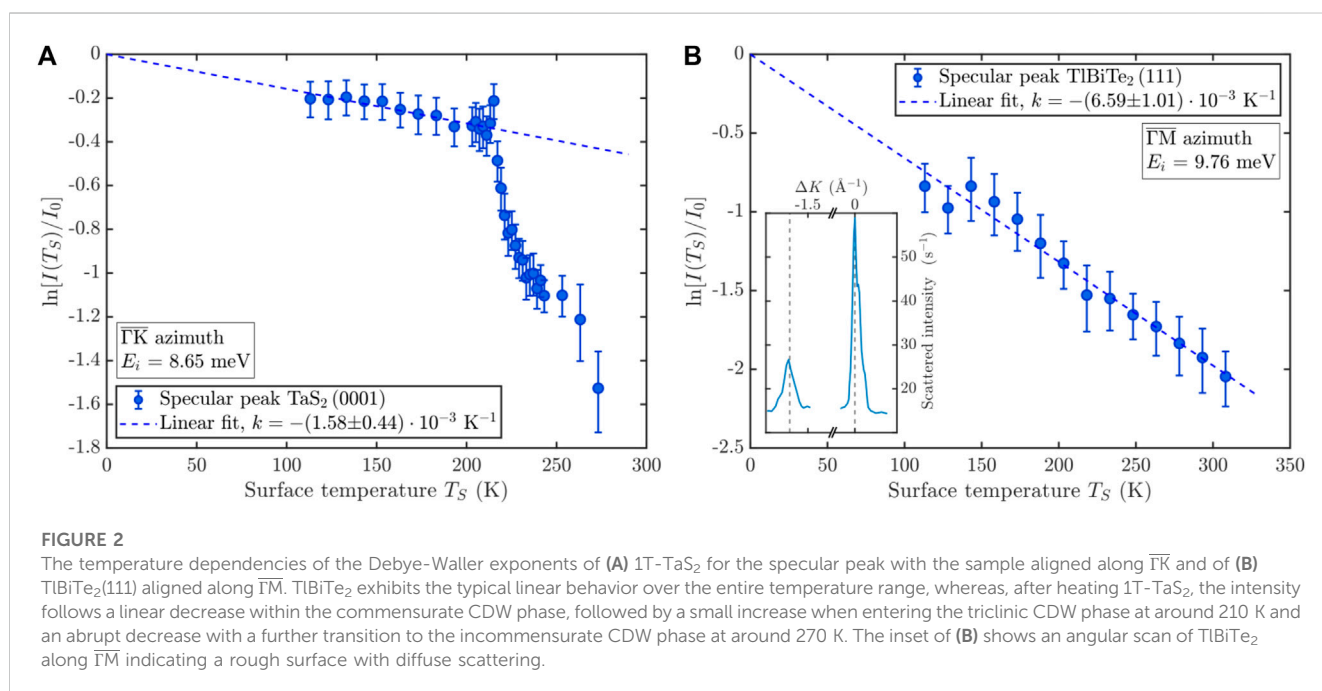 A
0
-0.2
-0.4
-0.6
-0.8
-1
-1.2
-1.4
-1.6
-1.8
ln[I(T_S)/I_0]
Γ̅K̅ azimuth
E_i = 8.65 meV
Specular peak TaS₂ (0001)
Linear fit, k = −(1.58±0.44) · 10⁻³ K⁻¹
0 50 100 150 200 250 300
Surface temperature T_S (K)
B
0
-0.5
-1
-1.5
-2
-2.5
ln[I(T_S)/I_0]
Specular peak TlBiTe₂ (111)
Linear fit, k = −(6.59±1.01) · 10⁻³ K⁻¹
Γ̅M̅ azimuth
E_i = 9.76 meV
ΔK (Å⁻¹)
-1.5 0
50
40
30
20
Scattered intensity (s⁻¹)
0 50 100 150 200 250 300 350
Surface temperature T_S (K)
FIGURE 2
The temperature dependencies of the Debye-Waller exponents of (A) 1T-TaS₂ for the specular peak with the sample aligned along Γ̅K̅ and of (B)
TlBiTe₂(111) aligned along Γ̅M̅. TlBiTe₂ exhibits the typical linear behavior over the entire temperature range, whereas, after heating 1T-TaS₂, the intensity
follows a linear decrease within the commensurate CDW phase, followed by a small increase when entering the triclinic CDW phase at around 210 K and
an abrupt decrease with a further transition to the incommensurate CDW phase at around 270 K. The inset of (B) shows an angular scan of TlBiTe₂
along Γ̅M̅ indicating a rough surface with diffuse scattering.